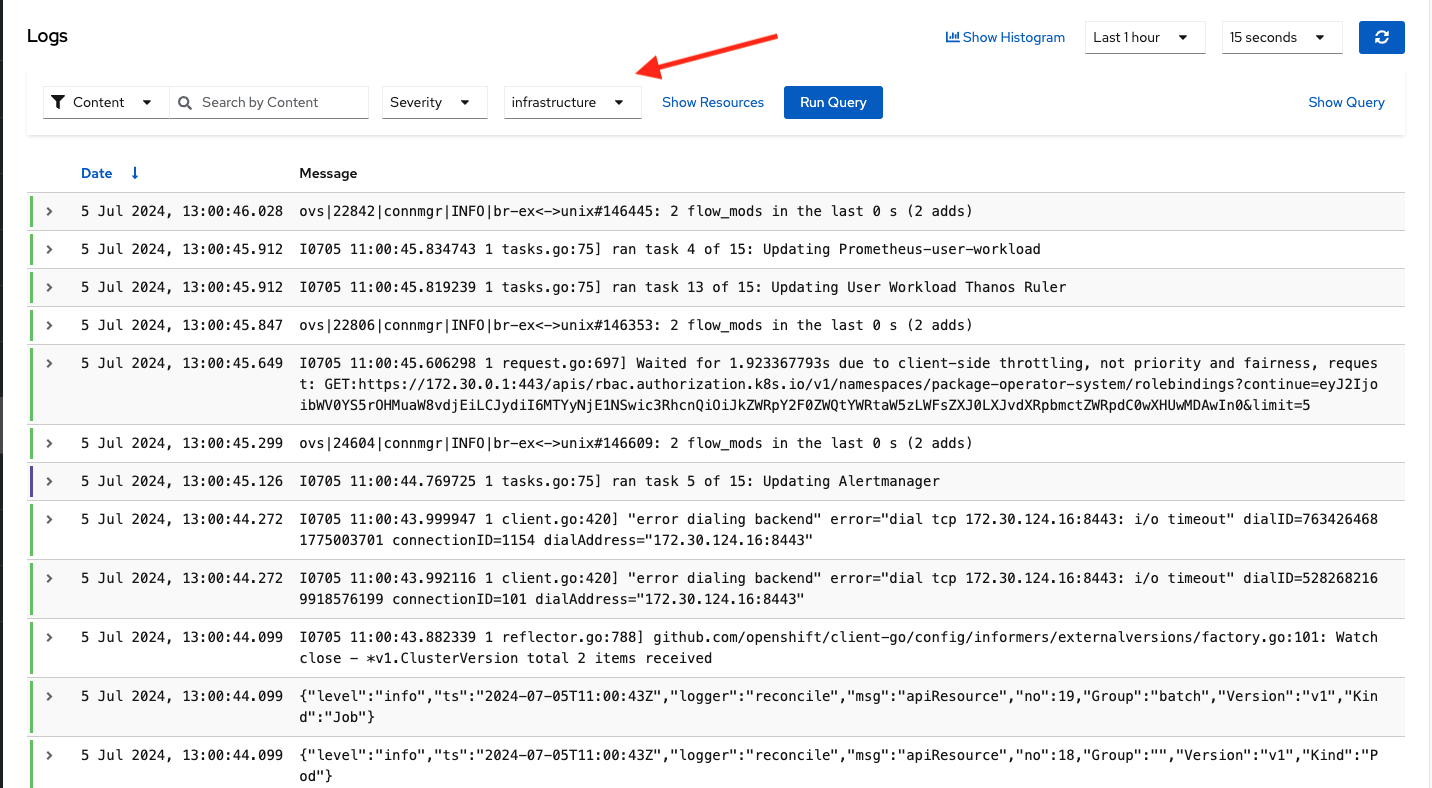 Logs
Show Histogram
Last 1 hour
15 seconds
Content
Search by Content
Severity
infrastructure
Show Resources
Run Query
Show Query
Date
Message
5 Jul 2024, 13:00:46.028 ovs|22842|connmgr|INFO|br-ex<->unix#146445: 2 flow_mods in the last 0 s (2 adds)
5 Jul 2024, 13:00:45.912 I0705 11:00:45.834743 1 tasks.go:75] ran task 4 of 15: Updating Prometheus-user-workload
5 Jul 2024, 13:00:45.912 I0705 11:00:45.819239 1 tasks.go:75] ran task 13 of 15: Updating User Workload Thanos Ruler
5 Jul 2024, 13:00:45.847 ovs|22806|connmgr|INFO|br-ex<->unix#146353: 2 flow_mods in the last 0 s (2 adds)
5 Jul 2024, 13:00:45.649 I0705 11:00:45.606298 1 request.go:697] Waited for 1.923367793s due to client-side throttling, not priority and fairness, reques
t: GET:https://172.30.0.1:443/apis/rbac.authorization.k8s.io/v1/namespaces/package-operator-system/rolebindings?continue=eyJ2Ijo
ibWV0YS5rOHMuaW8vdjEiLCJydiI6MTYyNjE1NSwic3RhcnQiOiJkZWRpY2F0ZWQtYWRtaW5zLWFsZXJ0LXJvdXRpbmctZWRpdC0wXHUwMDAwIn0&limit=5
5 Jul 2024, 13:00:45.299 ovs|24604|connmgr|INFO|br-ex<->unix#146609: 2 flow_mods in the last 0 s (2 adds)
5 Jul 2024, 13:00:45.126 I0705 11:00:44.769725 1 tasks.go:75] ran task 5 of 15: Updating Alertmanager
5 Jul 2024, 13:00:44.272 I0705 11:00:43.999947 1 client.go:420] "error dialing backend" error="dial tcp 172.30.124.16:8443: i/o timeout" dialID=763426468
1775003701 connectionID=1154 dialAddress="172.30.124.16:8443"
5 Jul 2024, 13:00:44.272 I0705 11:00:43.992116 1 client.go:420] "error dialing backend" error="dial tcp 172.30.124.16:8443: i/o timeout" dialID=528268216
9918576199 connectionID=101 dialAddress="172.30.124.16:8443"
5 Jul 2024, 13:00:44.099 I0705 11:00:43.882339 1 reflector.go:788] github.com/openshift/client-go/config/informers/externalversions/factory.go:101: Watch
close - *v1.ClusterVersion total 2 items received
5 Jul 2024, 13:00:44.099 {"level":"info","ts":"2024-07-05T11:00:43Z","logger":"reconcile","msg":"apiResource","no":19,"Group":"batch","Version":"v1","Kin
d":"Job"}
5 Jul 2024, 13:00:44.099 {"level":"info","ts":"2024-07-05T11:00:43Z","logger":"reconcile","msg":"apiResource","no":18,"Group":"","Version":"v1","Kind":"P
od"}